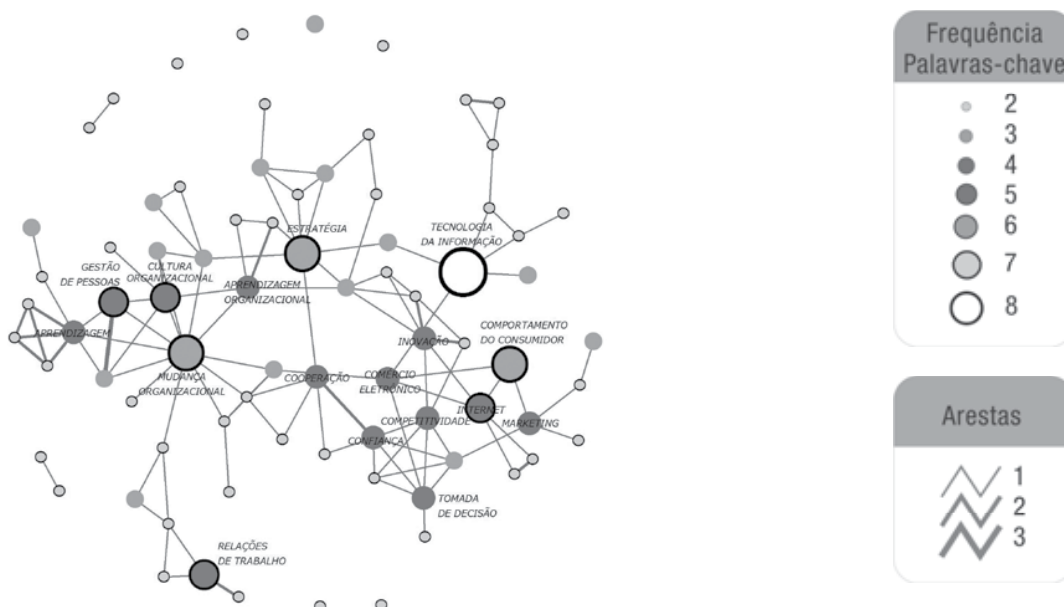 ESTRATÉGIA
TECNOLOGIA
DA INFORMAÇÃO
GESTÃO
DE PESSOAS
CULTURA
ORGANIZACIONAL
APRENDIZAGEM
ORGANIZACIONAL
APRENDIZAGEM
INOVAÇÃO
COMPORTAMENTO
DO CONSUMIDOR
MUDANÇA
ORGANIZACIONAL
COOPERAÇÃO
COMÉRCIO
ELETRÔNICO
INTERNET
COMPETITIVIDADE
MARKETING
CONFIANÇA
TOMADA
DE DECISÃO
RELAÇÕES
DE TRABALHO
Frequência
Palavras-chave
2
3
4
5
6
7
8
Arestas
1
2
3